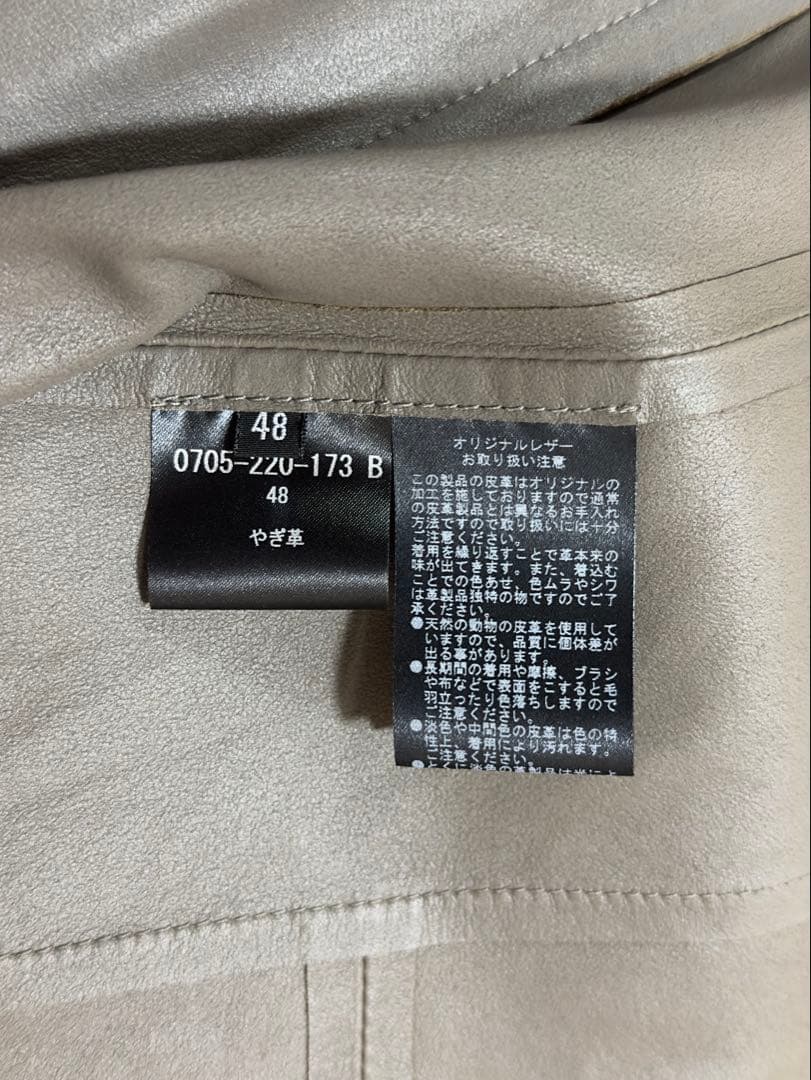 48
0705-220-173 B
48
やぎ革
オリジナルレザー
お取り扱い注意
この製品の皮革はオリジナルの
加工を施しておりますので通常
の皮革製品とは異なるお手入れ
方法ですので取り扱いには十分
ご注意ください。
着用を繰り返すことで革本来の
味が出てきます。また、着込む
ことでの色あせ、色ムラやシワ
は革製品独特の物ですのでご了
承ください。
●天然の動物の皮革を使用して
いますので、品質に個体差が
出る事があります。
●長期間の着用や摩擦、ブラシ
や布などで表面をこすると毛
羽立ったり色落ちしますので
ご注意ください。
●淡色や中間色の皮革は色の特
性上、着用により汚れます。
ご注意ください。
●とくに淡色の革製品は光によ